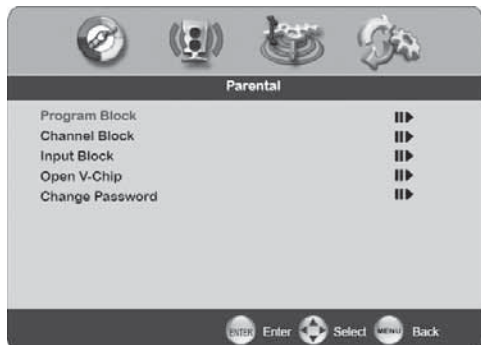 Parental
Program Block
Channel Block
Input Block
Open V-Chip
Change Password
ENTER Enter Select MENU Back